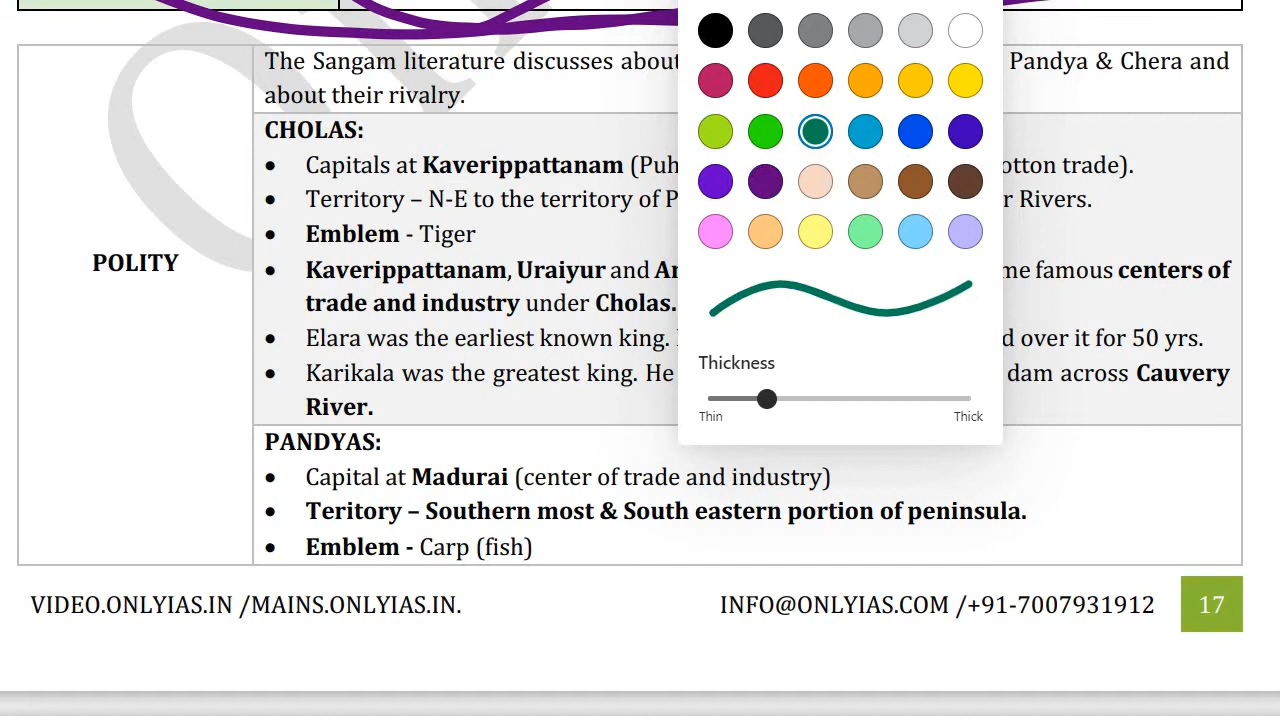 The Sangam literature discusses about Pandya & Chera and
about their rivalry.
CHOLAS:
• Capitals at Kaverippattanam (Puh otton trade).
• Territory – N-E to the territory of P r Rivers.
• Emblem - Tiger
POLITY
• Kaverippattanam, Uraiyur and Ar me famous centers of
trade and industry under Cholas.
• Elara was the earliest known king. d over it for 50 yrs.
• Karikala was the greatest king. He dam across Cauvery
River.
PANDYAS:
• Capital at Madurai (center of trade and industry)
• Teritory – Southern most & South eastern portion of peninsula.
• Emblem - Carp (fish)
Thickness
Thin Thick
VIDEO.ONLYIAS.IN /MAINS.ONLYIAS.IN. INFO@ONLYIAS.COM /+91-7007931912 17